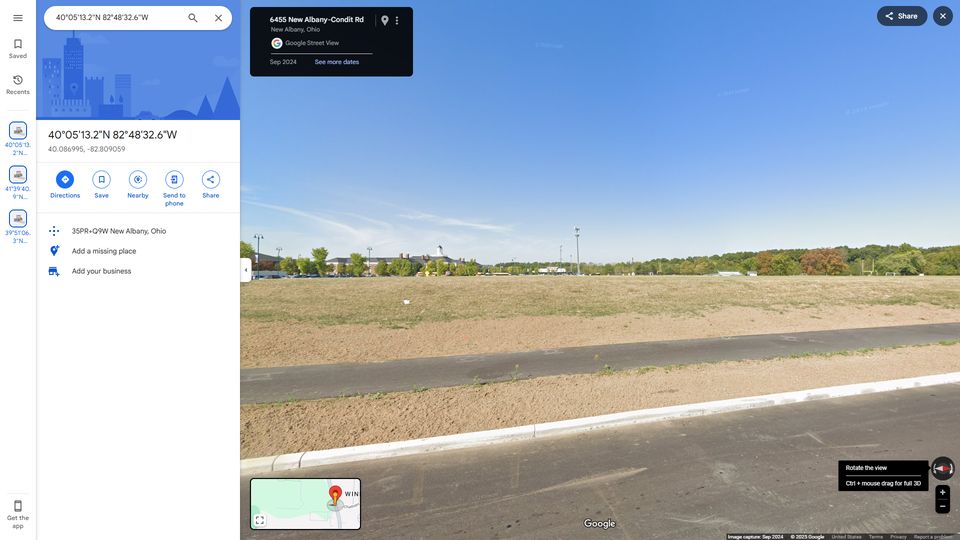 40°05'13.2"N 82°48'32.6"W
Saved
Recents
40°05'13.
2"N...
41°39'40.
9"N...
39°51'06.
3"N...
Get the
app
40°05'13.2"N 82°48'32.6"W
40.086995, -82.809059
Directions
Save
Nearby
Send to
phone
Share
35PR+Q9W New Albany, Ohio
Add a missing place
Add your business
6455 New Albany-Condit Rd
New Albany, Ohio
Google Street View
Sep 2024 See more dates
Share
Rotate the view
Ctrl + mouse drag for full 3D
WIN
Google
Image capture: Sep 2024 © 2025 Google United States Terms Privacy Report a problem